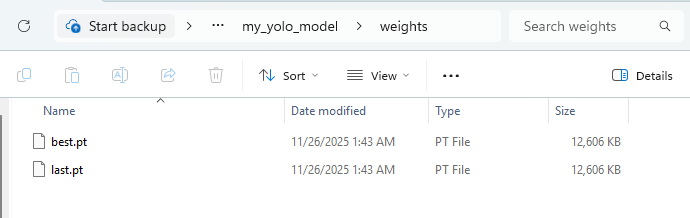 Start backup > ... my_yolo_model > weights Search weights
Sort View ... Details
Name Date modified Type Size
best.pt 11/26/2025 1:43 AM PT File 12,606 KB
last.pt 11/26/2025 1:43 AM PT File 12,606 KB